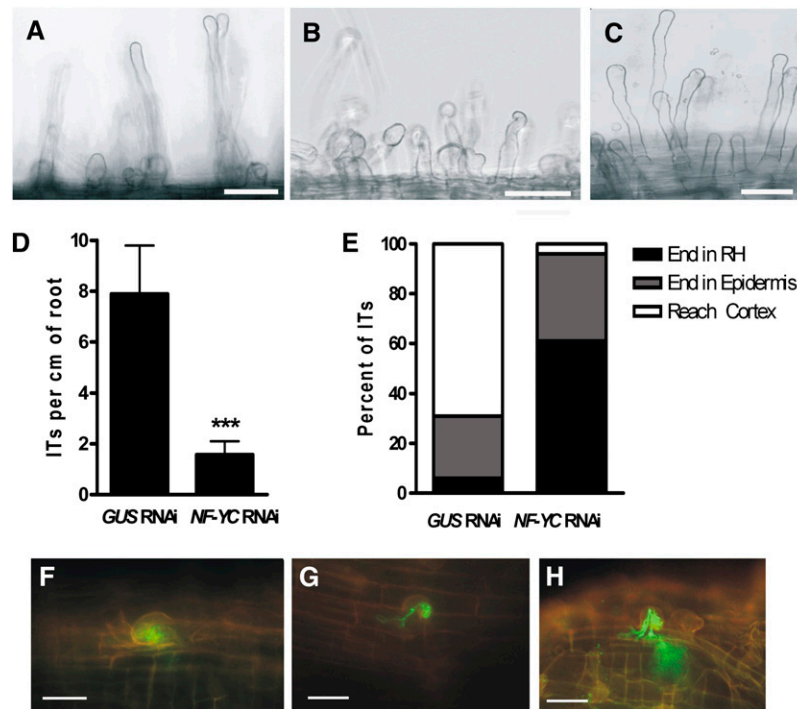 A
B
C
D
ITs per cm of root
10
8
6
4
2
0
***
GUS RNAi
NF-YC RNAi
E
Percent of ITs
100
80
60
40
20
0
GUS RNAi
NF-YC RNAi
End in RH
End in Epidermis
Reach Cortex
F
G
H